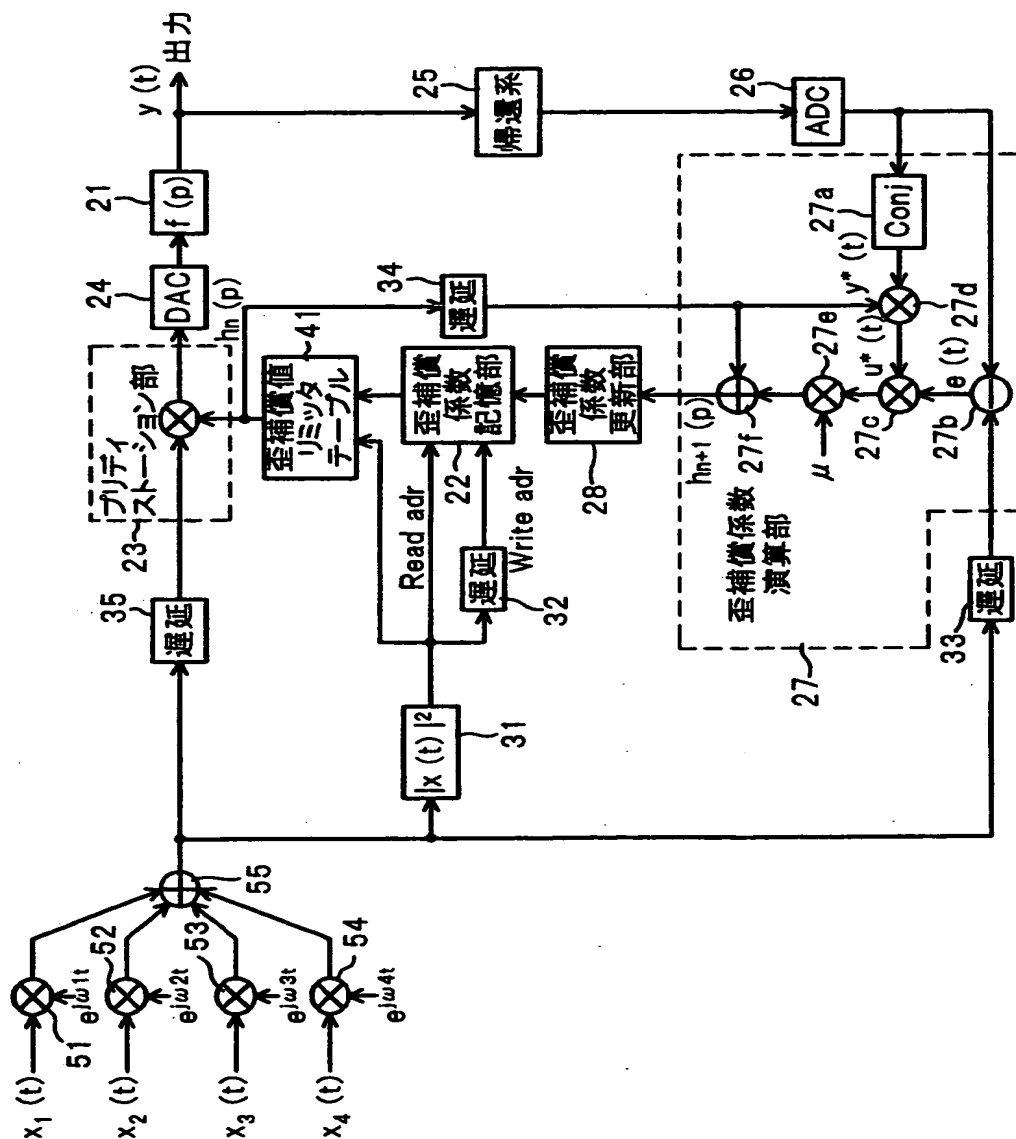 x₁ (t)
51
e^jω1t
x₂ (t)
52
e^jω2t
x₃ (t)
53
e^jω3t
x₄ (t)
54
e^jω4t
55
35
遅延
23
プリディ
ストーション部
24
DAC
21
f (p)
y (t)
出力
hn (p)
|x (t) |²
31
Read adr
遅延
32
Write adr
歪補償値
リミッタ
テーブル
41
歪補償
係数
記憶部
22
歪補償
係数
更新部
28
34
遅延
25
帰還系
26
ADC
27
歪補償係数
演算部
hn+1 (p)
27f
μ
27e
u* (t)
27c
e (t)
27b
27d
y* (t)
Conj
27a
33
遅延